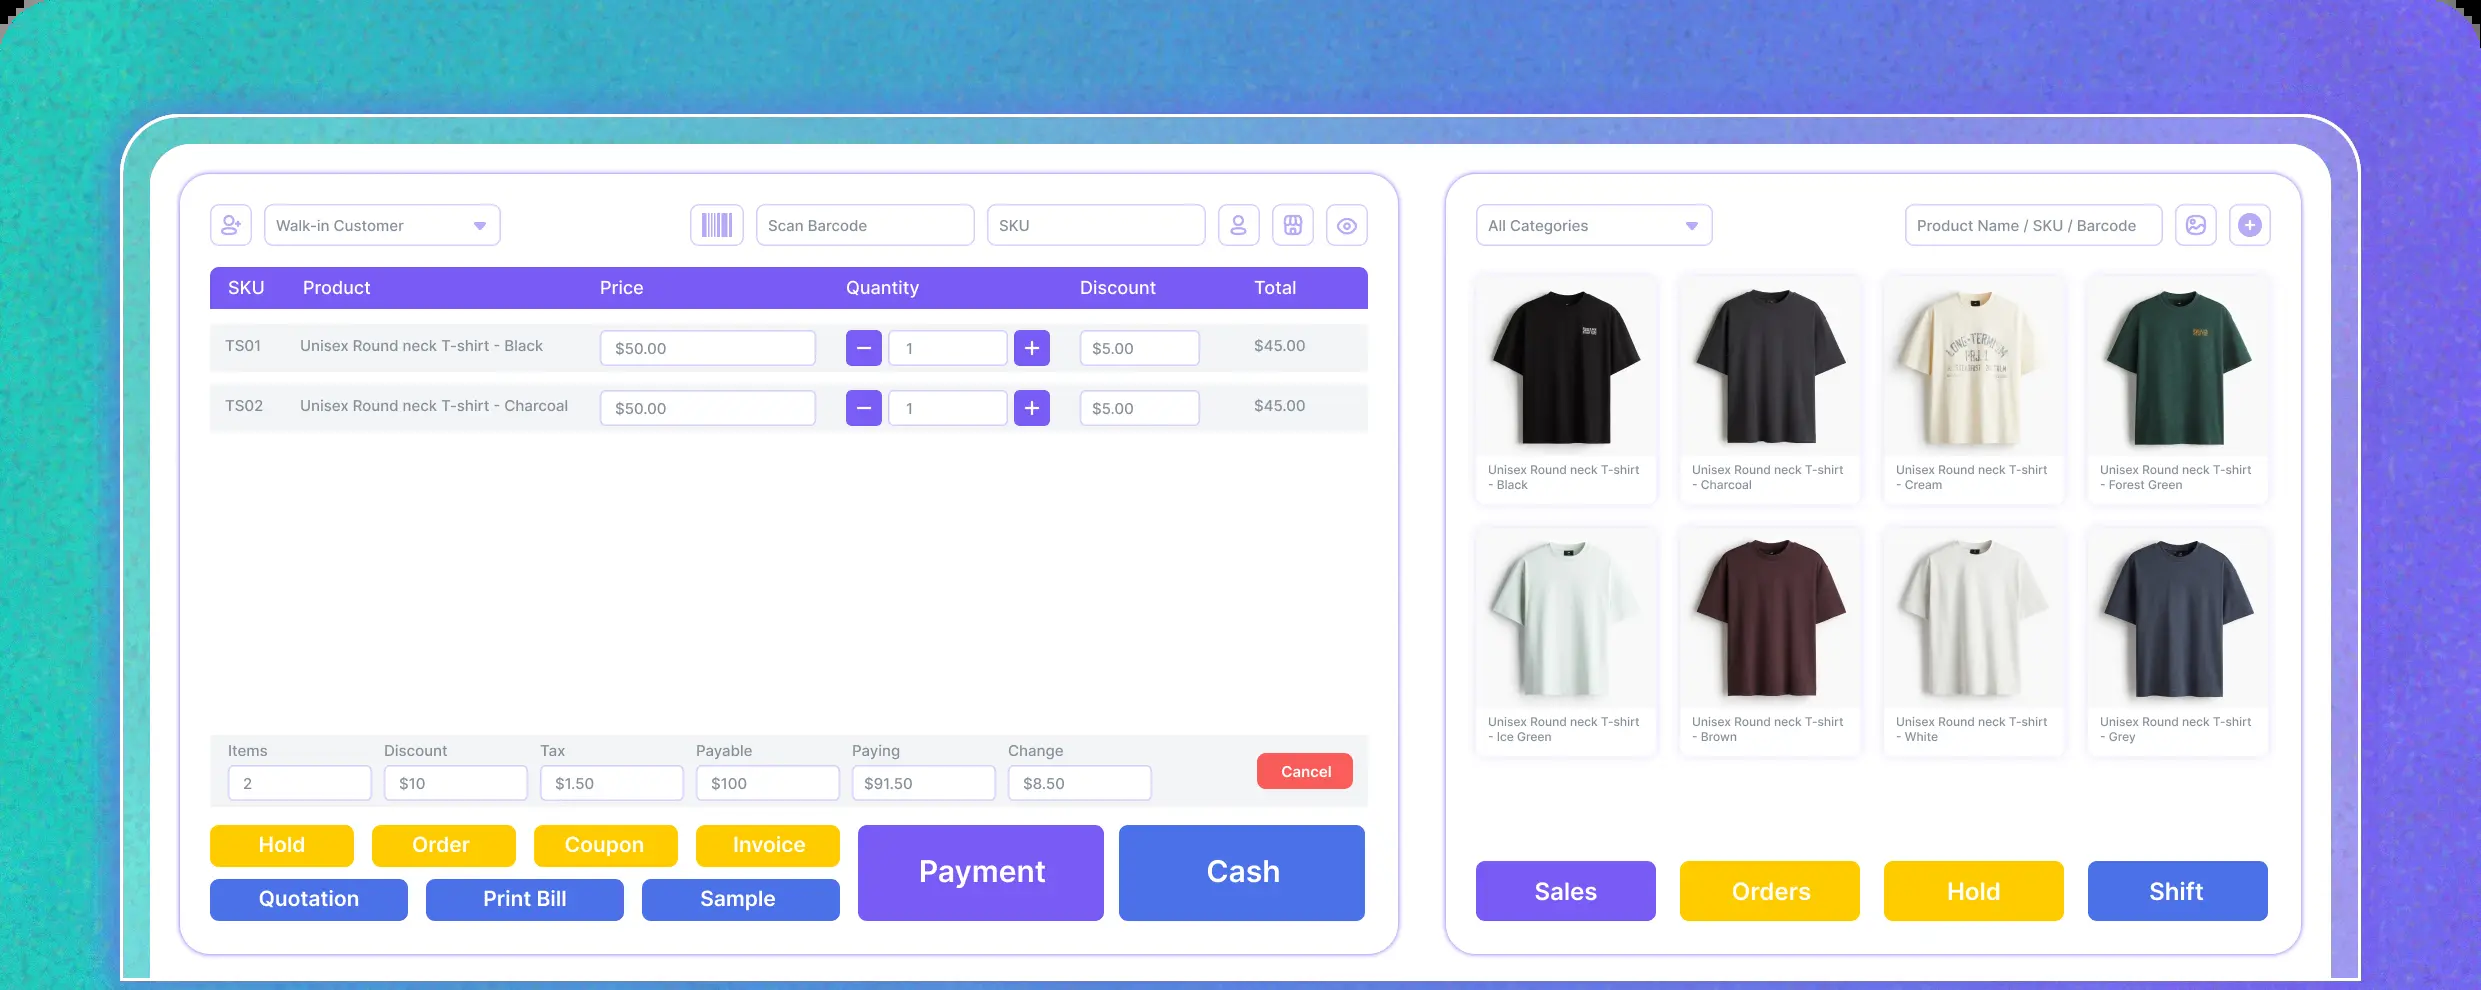 Walk-in Customer
Scan Barcode
SKU
SKU Product Price Quantity Discount Total
TS01 Unisex Round neck T-shirt - Black $50.00 1 $5.00 $45.00
TS02 Unisex Round neck T-shirt - Charcoal $50.00 1 $5.00 $45.00
Items Discount Tax Payable Paying Change
2 $10 $1.50 $100 $91.50 $8.50
Cancel
Hold Order Coupon Invoice
Quotation Print Bill Sample
Payment Cash
All Categories
Product Name / SKU / Barcode
LONG-TERMISM
PRJ.1
Unisex Round neck T-shirt
- Black
Unisex Round neck T-shirt
- Charcoal
Unisex Round neck T-shirt
- Cream
Unisex Round neck T-shirt
- Forest Green
Unisex Round neck T-shirt
- Ice Green
Unisex Round neck T-shirt
- Brown
Unisex Round neck T-shirt
- White
Unisex Round neck T-shirt
- Grey
Sales Orders Hold Shift